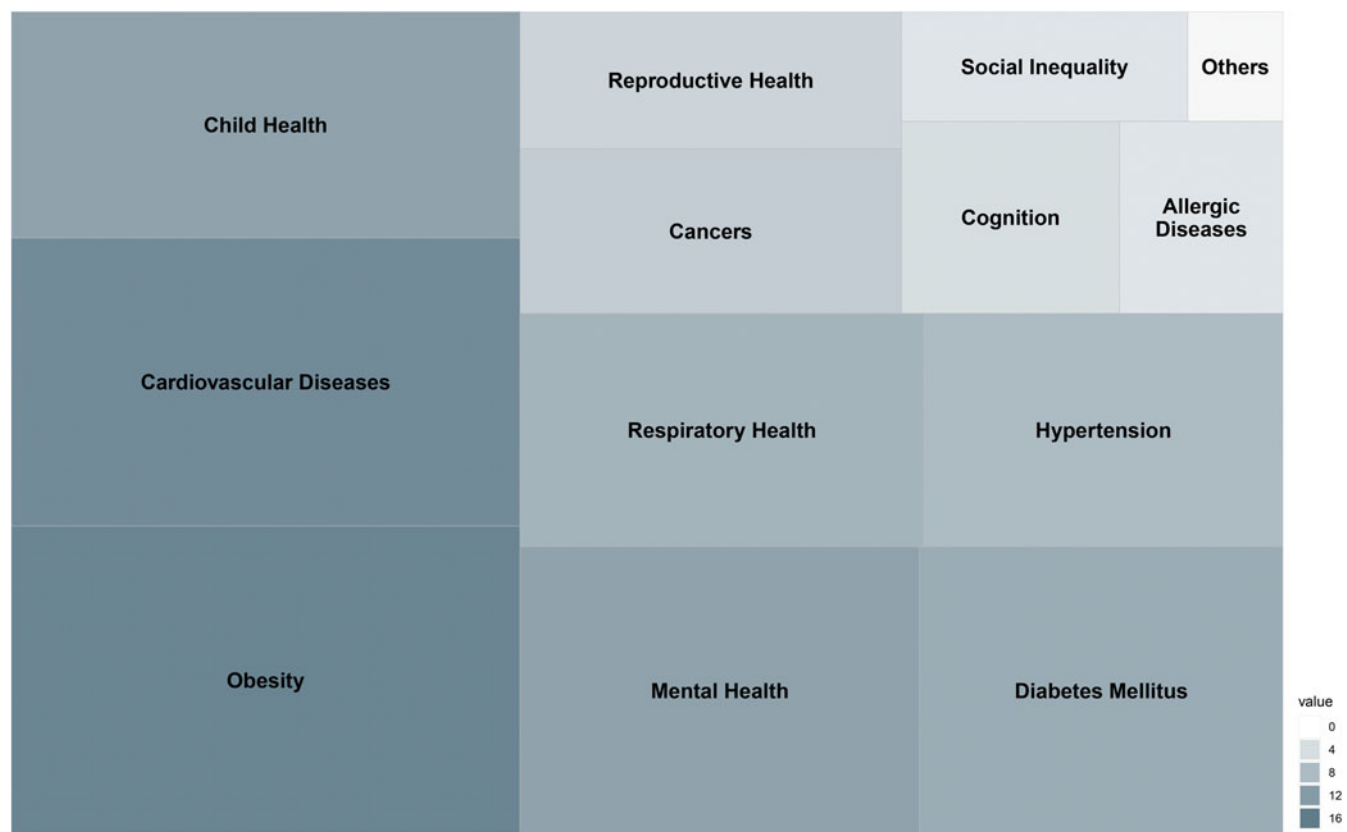 Child Health
Reproductive Health
Social Inequality
Others
Cancers
Cognition
Allergic
Diseases
Cardiovascular Diseases
Respiratory Health
Hypertension
Obesity
Mental Health
Diabetes Mellitus
value
0
4
8
12
16